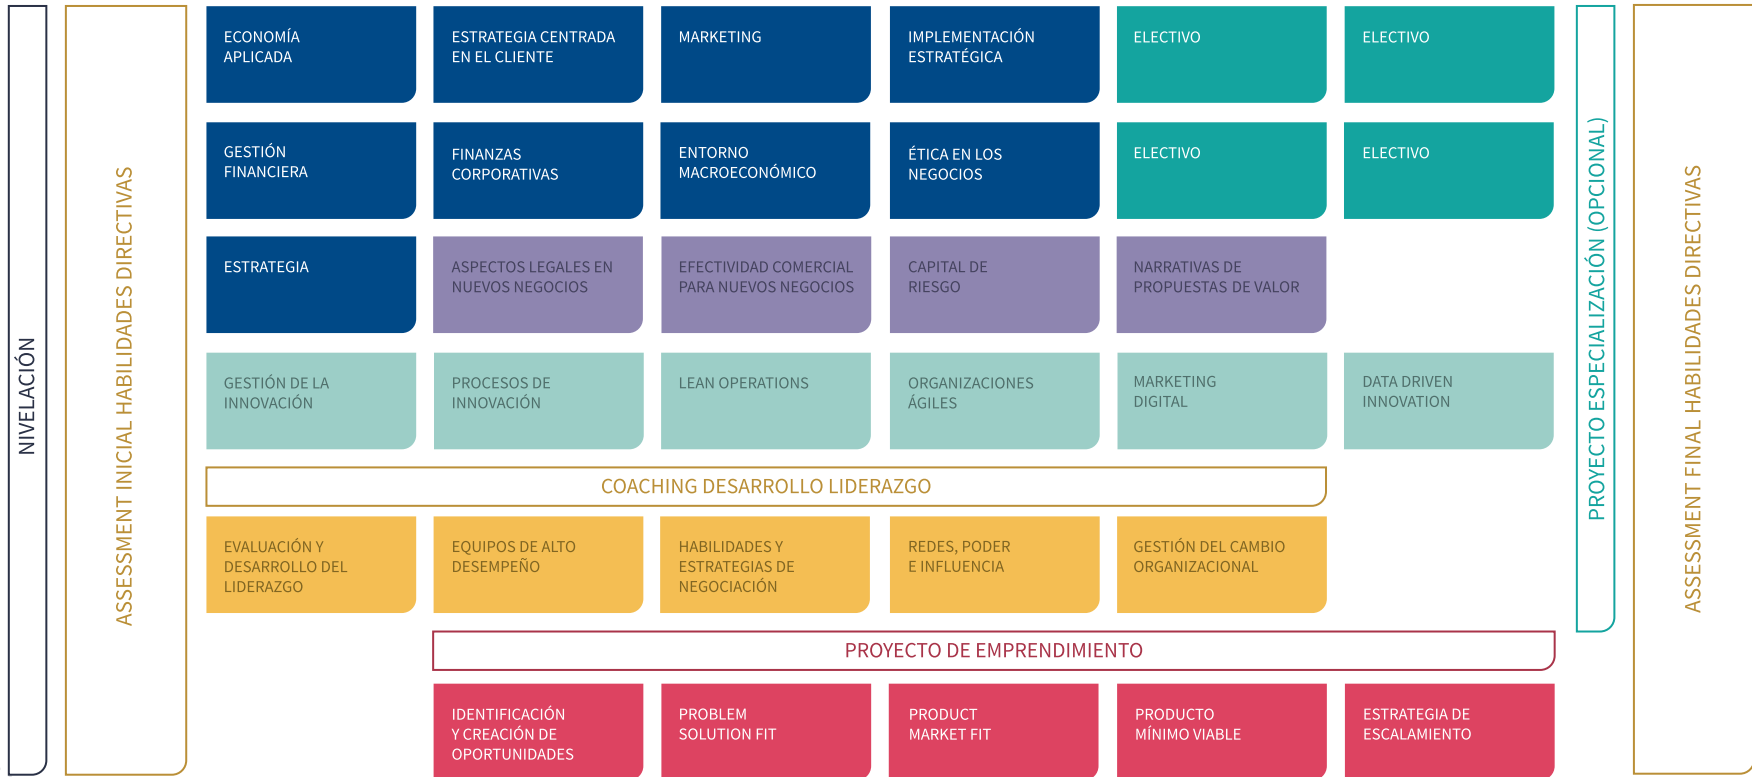 NIVELACIÓN
ASSESSMENT INICIAL HABILIDADES DIRECTIVAS
ECONOMÍA
APLICADA
ESTRATEGIA CENTRADA
EN EL CLIENTE
MARKETING
IMPLEMENTACIÓN
ESTRATÉGICA
ELECTIVO
ELECTIVO
GESTIÓN
FINANCIERA
FINANZAS
CORPORATIVAS
ENTORNO
MACROECONÓMICO
ÉTICA EN LOS
NEGOCIOS
ELECTIVO
ELECTIVO
ESTRATEGIA
ASPECTOS LEGALES EN
NUEVOS NEGOCIOS
EFECTIVIDAD COMERCIAL
PARA NUEVOS NEGOCIOS
CAPITAL DE
RIESGO
NARRATIVAS DE
PROPUESTAS DE VALOR
GESTIÓN DE LA
INNOVACIÓN
PROCESOS DE
INNOVACIÓN
LEAN OPERATIONS
ORGANIZACIONES
ÁGILES
MARKETING
DIGITAL
DATA DRIVEN
INNOVATION
COACHING DESARROLLO LIDERAZGO
EVALUACIÓN Y
DESARROLLO DEL
LIDERAZGO
EQUIPOS DE ALTO
DESEMPEÑO
HABILIDADES Y
ESTRATEGIAS DE
NEGOCIACIÓN
REDES, PODER
E INFLUENCIA
GESTIÓN DEL CAMBIO
ORGANIZACIONAL
PROYECTO DE EMPRENDIMIENTO
IDENTIFICACIÓN
Y CREACIÓN DE
OPORTUNIDADES
PROBLEM
SOLUTION FIT
PRODUCT
MARKET FIT
PRODUCTO
MÍNIMO VIABLE
ESTRATEGIA DE
ESCALAMIENTO
PROYECTO ESPECIALIZACIÓN (OPCIONAL)
ASSESSMENT FINAL HABILIDADES DIRECTIVAS